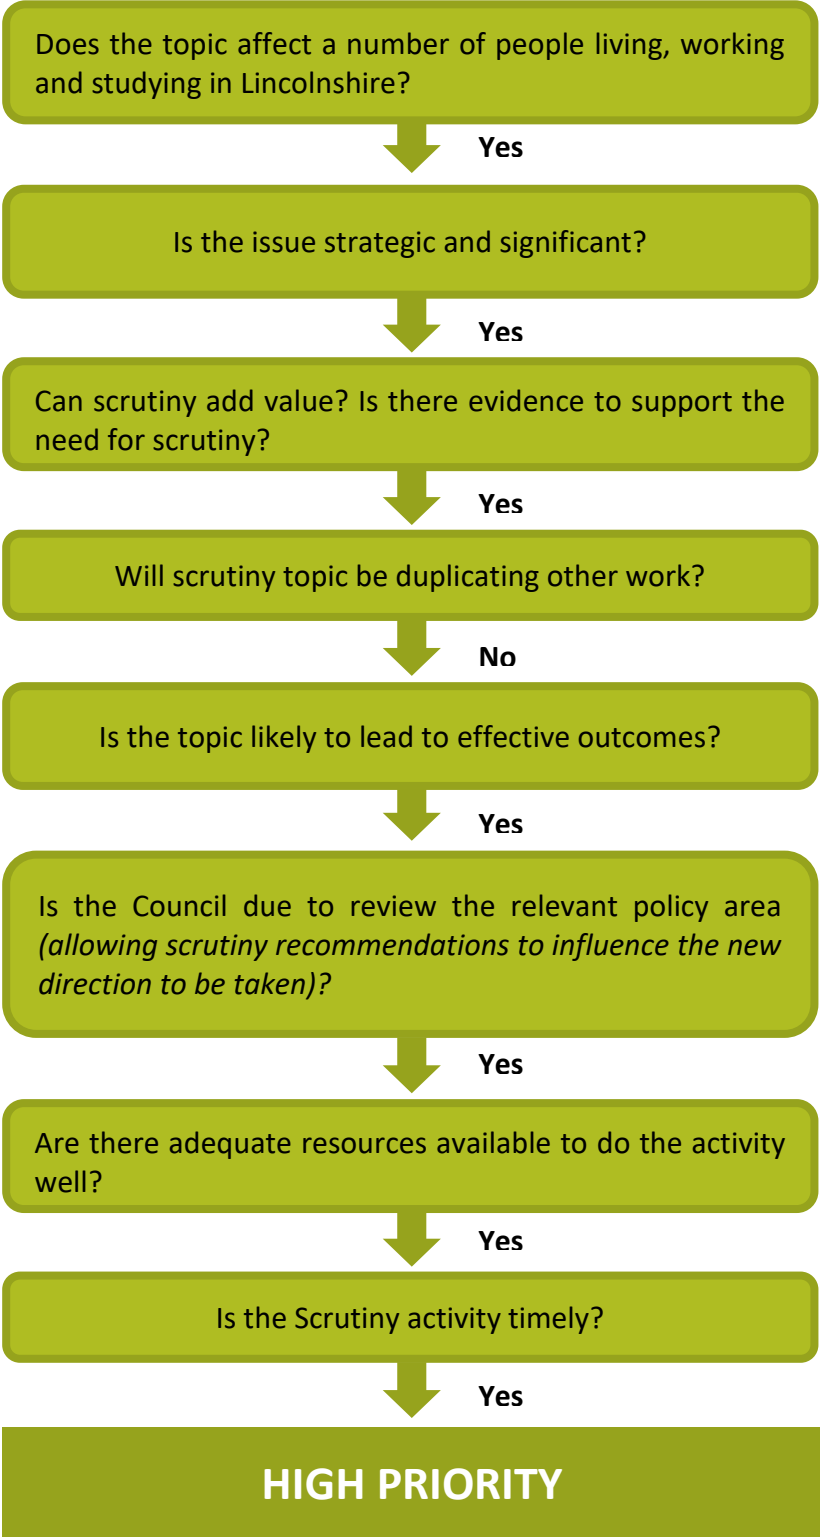 Does the topic affect a number of people living, working
and studying in Lincolnshire?
Yes
Is the issue strategic and significant?
Yes
Can scrutiny add value? Is there evidence to support the
need for scrutiny?
Yes
Will scrutiny topic be duplicating other work?
No
Is the topic likely to lead to effective outcomes?
Yes
Is the Council due to review the relevant policy area
(allowing scrutiny recommendations to influence the new
direction to be taken)?
Yes
Are there adequate resources available to do the activity
well?
Yes
Is the Scrutiny activity timely?
Yes
HIGH PRIORITY